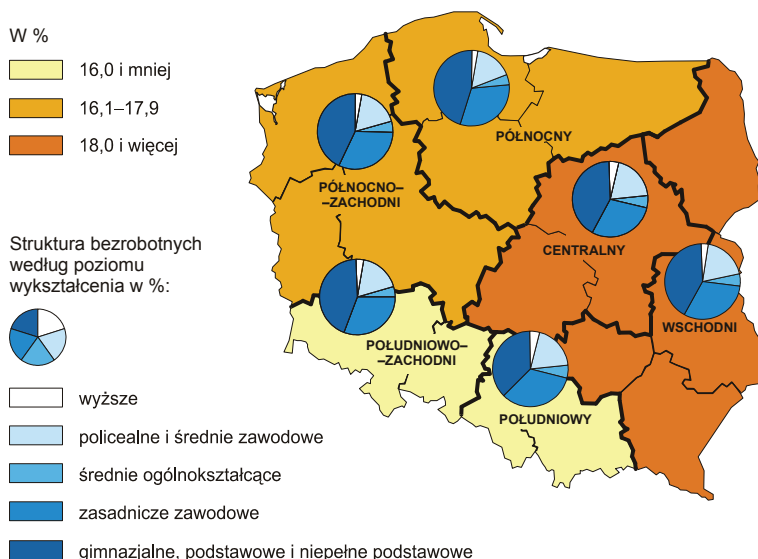 W %
16,0 i mniej
16,1–17,9
18,0 i więcej
Struktura bezrobotnych
według poziomu
wykształcenia w %:
wyższe
policealne i średnie zawodowe
średnie ogólnokształcące
zasadnicze zawodowe
gimnazjalne, podstawowe i niepełne podstawowe
PÓŁNOCNY
PÓŁNOCNO–
–ZACHODNI
CENTRALNY
WSCHODNI
POŁUDNIOWO–
–ZACHODNI
POŁUDNIOWY